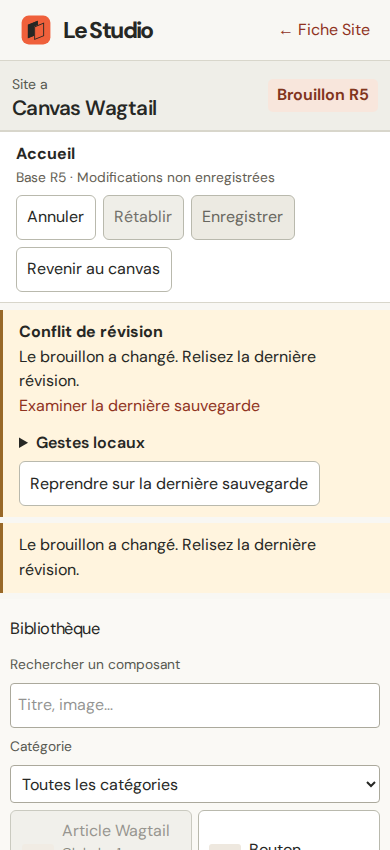 Le Studio
← Fiche Site
Site a
Canvas Wagtail
Brouillon R5
Accueil
Base R5 · Modifications non enregistrées
Annuler
Rétablir
Enregistrer
Revenir au canvas
Conflit de révision
Le brouillon a changé. Relisez la dernière
révision.
Examiner la dernière sauvegarde
Gestes locaux
Reprendre sur la dernière sauvegarde
Le brouillon a changé. Relisez la dernière
révision.
Bibliothèque
Rechercher un composant
Titre, image…
Catégorie
Toutes les catégories
Article Wagtail
Bouton